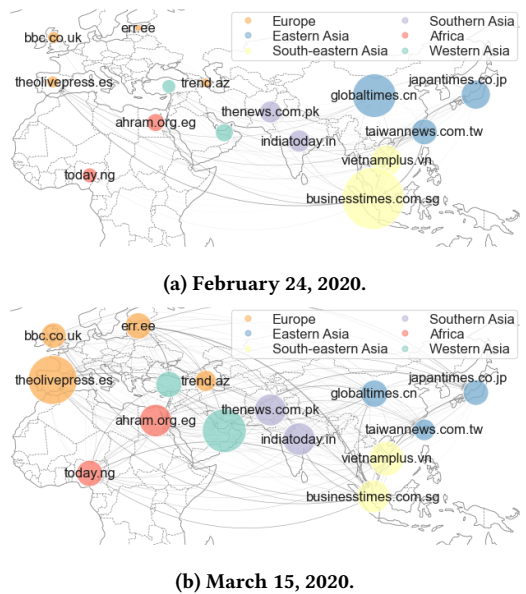 Europe
Eastern Asia
South-eastern Asia
Southern Asia
Africa
Western Asia
bbc.co.uk
err.ee
theolivepress.es
trend.az
ahram.org.eg
today.ng
thenews.com.pk
indiatoday.in
globaltimes.cn
japantimes.co.jp
taiwannews.com.tw
vietnamplus.vn
businesstimes.com.sg
(a) February 24, 2020.
Europe
Eastern Asia
South-eastern Asia
Southern Asia
Africa
Western Asia
bbc.co.uk
err.ee
theolivepress.es
trend.az
ahram.org.eg
today.ng
thenews.com.pk
indiatoday.in
globaltimes.cn
japantimes.co.jp
taiwannews.com.tw
vietnamplus.vn
businesstimes.com.sg
(b) March 15, 2020.